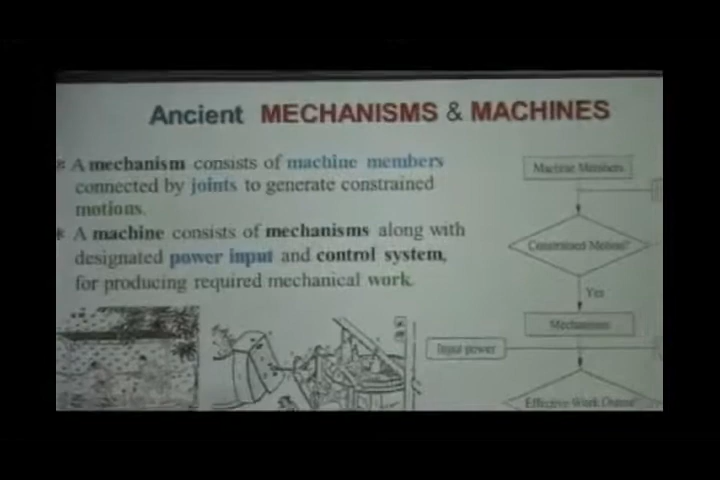 Ancient MECHANISMS & MACHINES
A mechanism consists of machine members
connected by joints to generate constrained
motions.
A machine consists of mechanisms along with
designated power input and control system,
for producing required mechanical work.
Machine Members
Constrained Motion?
Yes
Mechanisms
Input power
Effective Work Output?